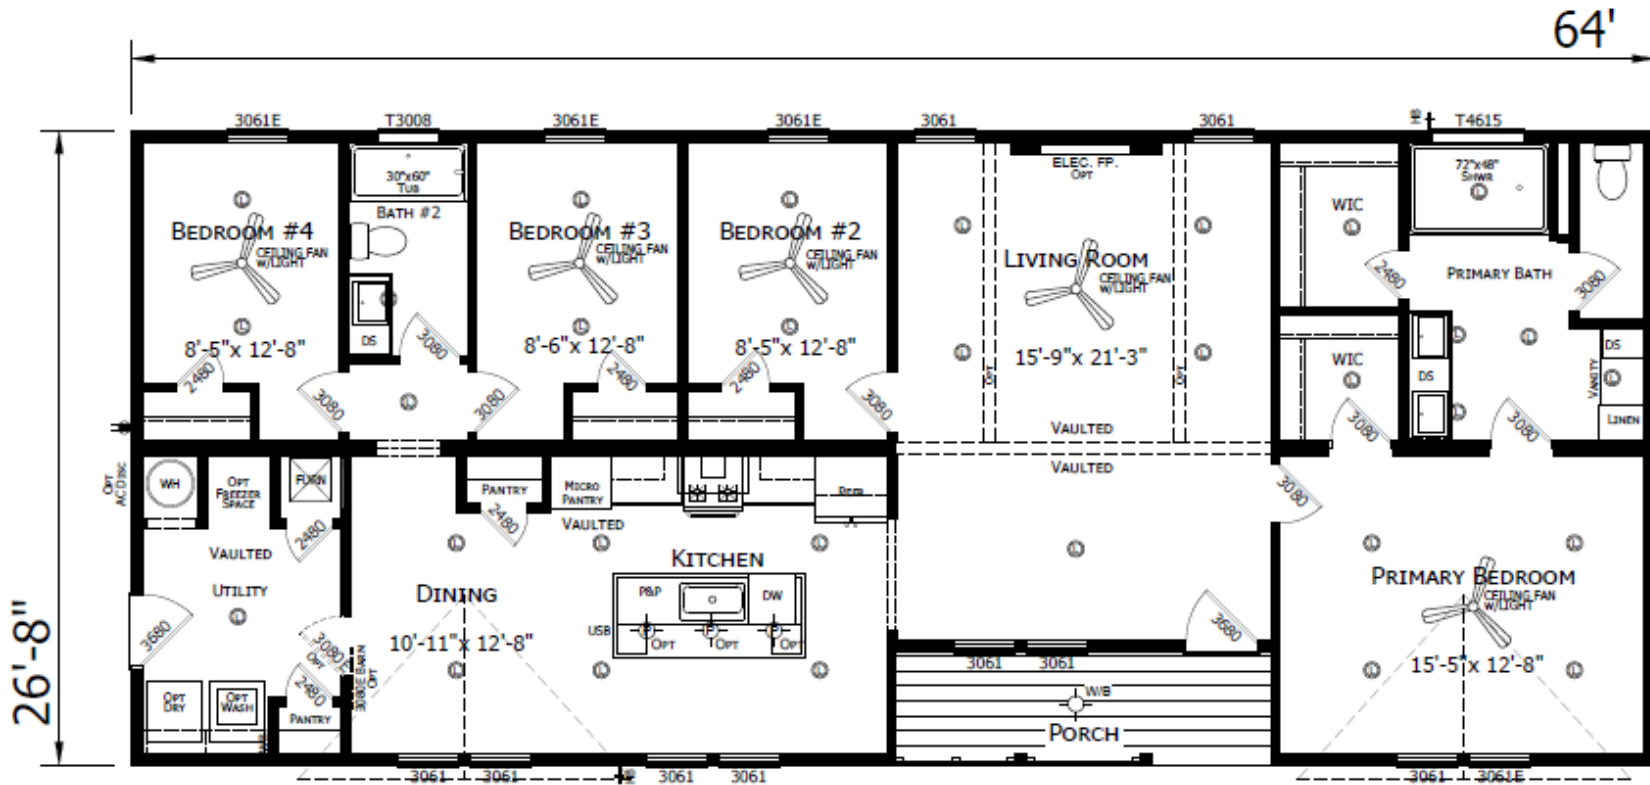 64'
26'-8"
3061E
T3008
3061E
3061E
3061
3061
HB
T4615
30"x60"
TUB
BATH #2
BEDROOM #4
CEILING FAN
W/LIGHT
8'-5"x 12'-8"
2480
DS
3080
3080
3080
BEDROOM #3
CEILING FAN
W/LIGHT
8'-6"x 12'-8"
2480
BEDROOM #2
CEILING FAN
W/LIGHT
8'-5"x 12'-8"
2480
3080
ELEC. FP.
OPT
LIVING ROOM
CEILING FAN
W/LIGHT
15'-9"x 21'-3"
OPT
OPT
VAULTED
VAULTED
WIC
2480
WIC
3080
72"x48"
SHWR
PRIMARY BATH
3080
DS
DS
VANITY
LINEN
3080
3080
HB
OPT
AC DISC
WH
OPT
FREEZER
SPACE
FURN
2480
VAULTED
UTILITY
3680
3080
OPT
3080E BARN
OPT
2480
OPT
DRY
OPT
WASH
PANTRY
PANTRY
2480
MICRO
PANTRY
VAULTED
REFR
KITCHEN
DINING
10'-11"x 12'-8"
P&P
DW
USB
P
P
P
OPT
OPT
OPT
3680
3061
3061
W/B
PORCH
PRIMARY BEDROOM
CEILING FAN
W/LIGHT
15'-5"x 12'-8"
3061
3061
HB
3061
3061
3061
3061E